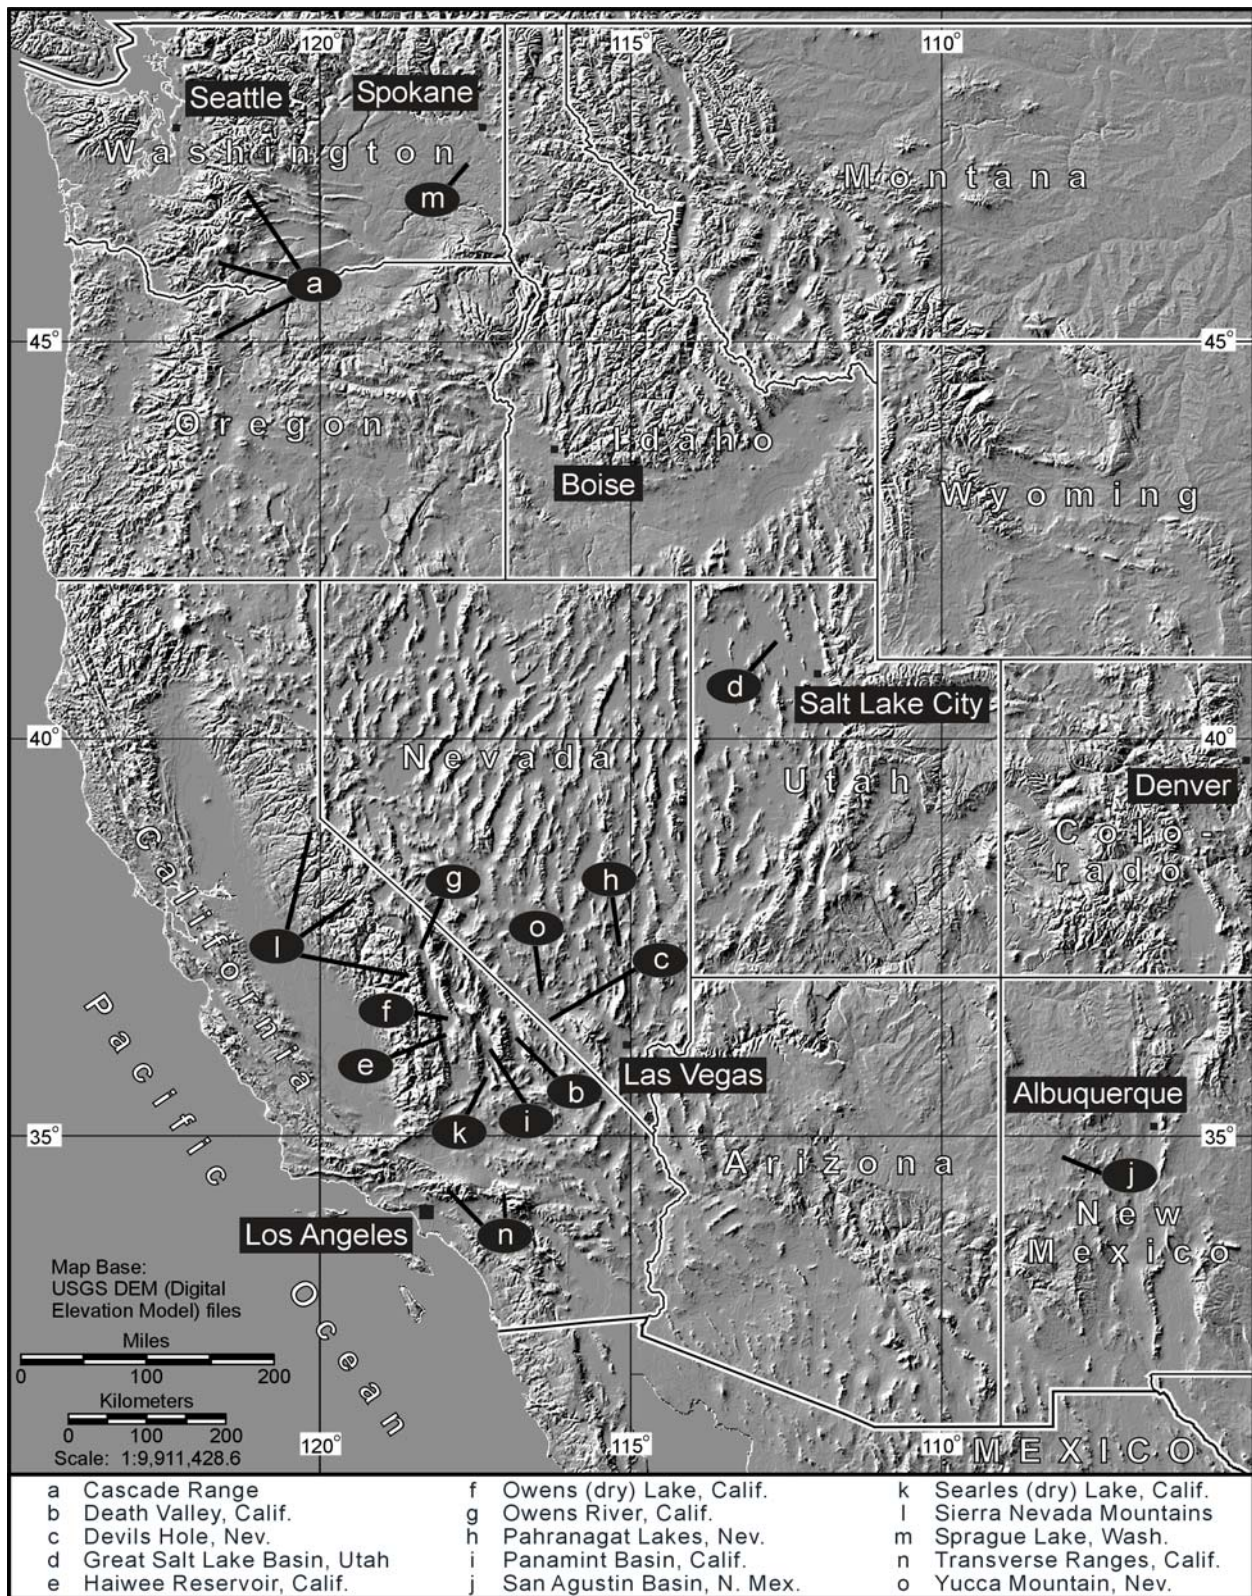 120°
115°
110°
Seattle
Spokane
Washington
m
Montana
a
45°
45°
Oregon
Idaho
Boise
Wyoming
d
Salt Lake City
40°
Nevada
Utah
40°
Denver
Colo-
rado
California
g
h
o
l
c
f
e
b
Las Vegas
i
k
Albuquerque
35°
Arizona
35°
j
New
Mexico
Pacific
Ocean
Los Angeles
n
Map Base:
USGS DEM (Digital
Elevation Model) files
Miles
0 100 200
Kilometers
0 100 200
Scale: 1:9,911,428.6
120°
115°
110°
MEXICO
a Cascade Range
b Death Valley, Calif.
c Devils Hole, Nev.
d Great Salt Lake Basin, Utah
e Haiwee Reservoir, Calif.
f Owens (dry) Lake, Calif.
g Owens River, Calif.
h Pahranagat Lakes, Nev.
i Panamint Basin, Calif.
j San Agustin Basin, N. Mex.
k Searles (dry) Lake, Calif.
l Sierra Nevada Mountains
m Sprague Lake, Wash.
n Transverse Ranges, Calif.
o Yucca Mountain, Nev.